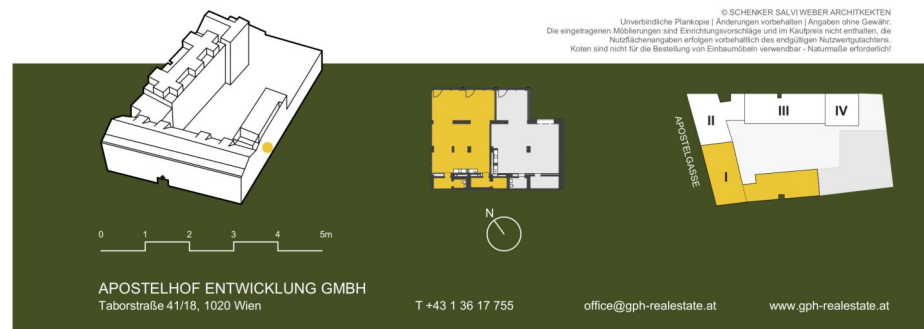 © SCHENKER SALVI WEBER ARCHITKEKTEN
Unverbindliche Plankopie | Änderungen vorbehalten | Angaben ohne Gewähr.
Die eingetragenen Möblierungen sind Einrichtungsvorschläge und im Kaufpreis nicht enthalten, die
Nutzflächenangaben erfolgen vorbehaltlich des endgültigen Nutzwertgutachtens.
Koten sind nicht für die Bestellung von Einbaumöbeln verwendbar - Naturmaße erforderlich!
II
III
IV
APOSTELGASSE
I
N
0 1 2 3 4 5m
APOSTELHOF ENTWICKLUNG GMBH
Taborstraße 41/18, 1020 Wien
T +43 1 36 17 755
office@gph-realestate.at
www.gph-realestate.at